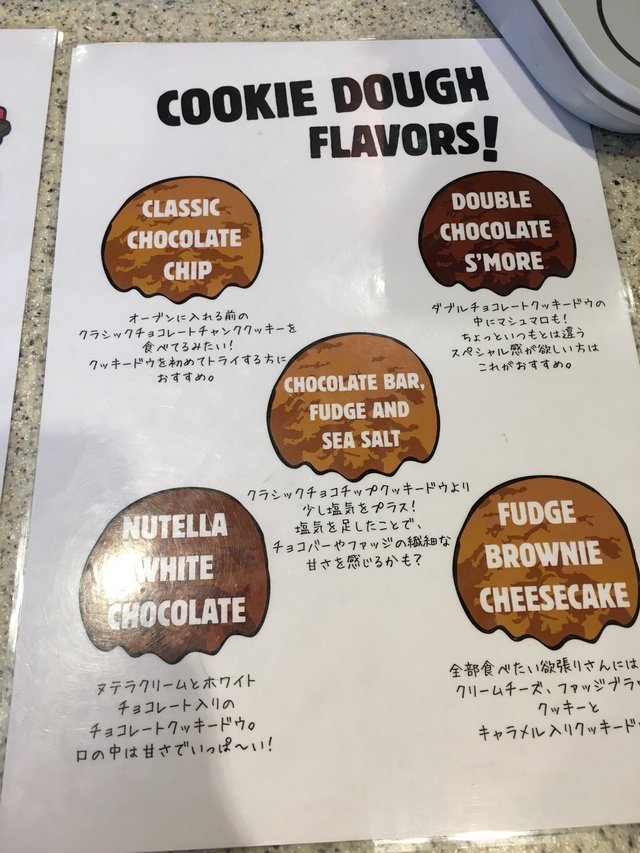 COOKIE DOUGH
FLAVORS!
CLASSIC
CHOCOLATE
CHIP
オーブンに入れる前の
クラシックチョコレートチャンククッキーを
食べてるみたい!
クッキードウを初めてトライする方に
おすすめ。
DOUBLE
CHOCOLATE
S'MORE
ダブルチョコレートクッキードウの
中にマシュマロも!
ちょっといつもとは違う
スペシャル感が欲しい方は
これがおすすめ。
CHOCOLATE BAR,
FUDGE AND
SEA SALT
クラシックチョコチップクッキードウより
少し塩気をプラス!
塩気を足したことで、
チョコバーやファッジの繊細な
甘さを感じるかも?
NUTELLA
WHITE
CHOCOLATE
ヌテラクリームとホワイト
チョコレート入りの
チョコレートクッキードウ。
口の中は甘さでいっぱ〜い!
FUDGE
BROWNIE
CHEESECAKE
全部食べたい欲張りさんには
クリームチーズ、ファッジブラ
クッキーと
キャラメル入りクッキード